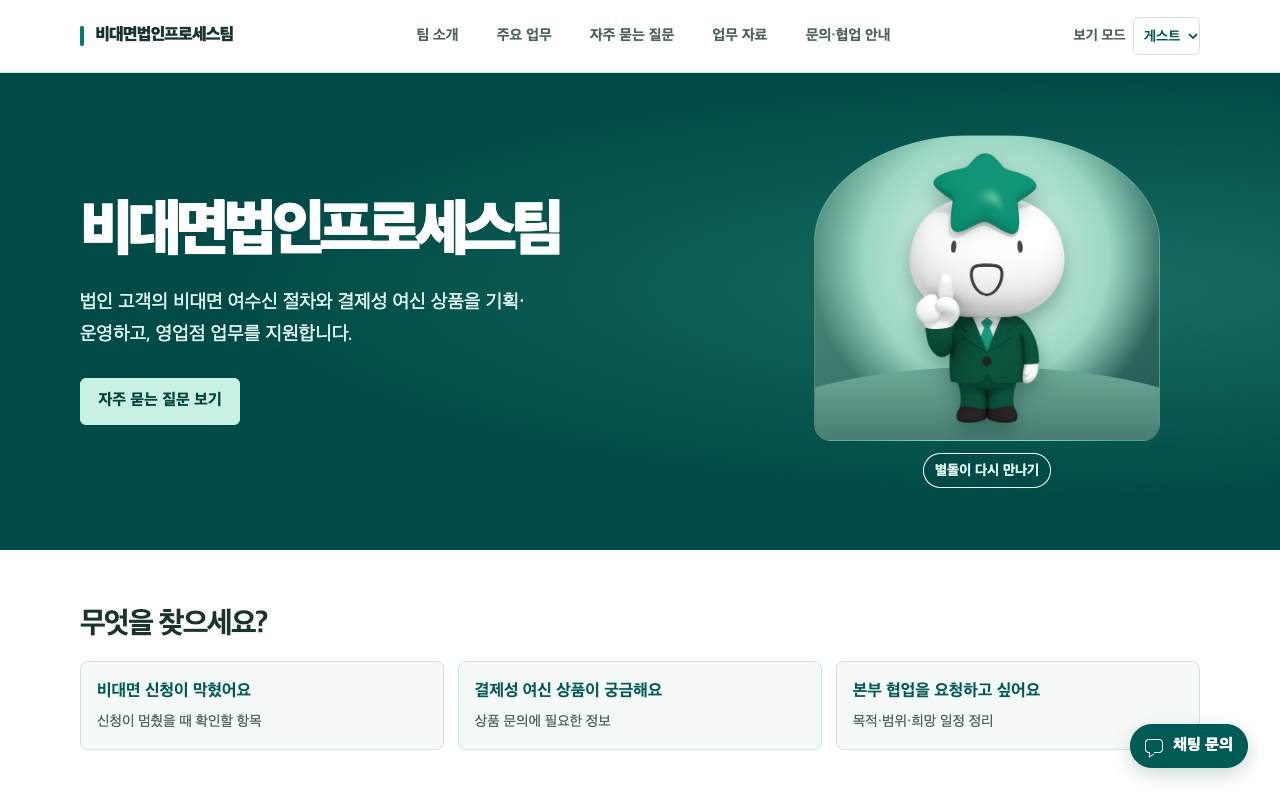 비대면법인프로세스팀
팀 소개
주요 업무
자주 묻는 질문
업무 자료
문의·협업 안내
보기 모드
게스트
비대면법인프로세스팀
법인 고객의 비대면 여수신 절차와 결제성 여신 상품을 기획·
운영하고, 영업점 업무를 지원합니다.
자주 묻는 질문 보기
별돌이 다시 만나기
무엇을 찾으세요?
비대면 신청이 막혔어요
신청이 멈췄을 때 확인할 항목
결제성 여신 상품이 궁금해요
상품 문의에 필요한 정보
본부 협업을 요청하고 싶어요
목적·범위·희망 일정 정리
채팅 문의